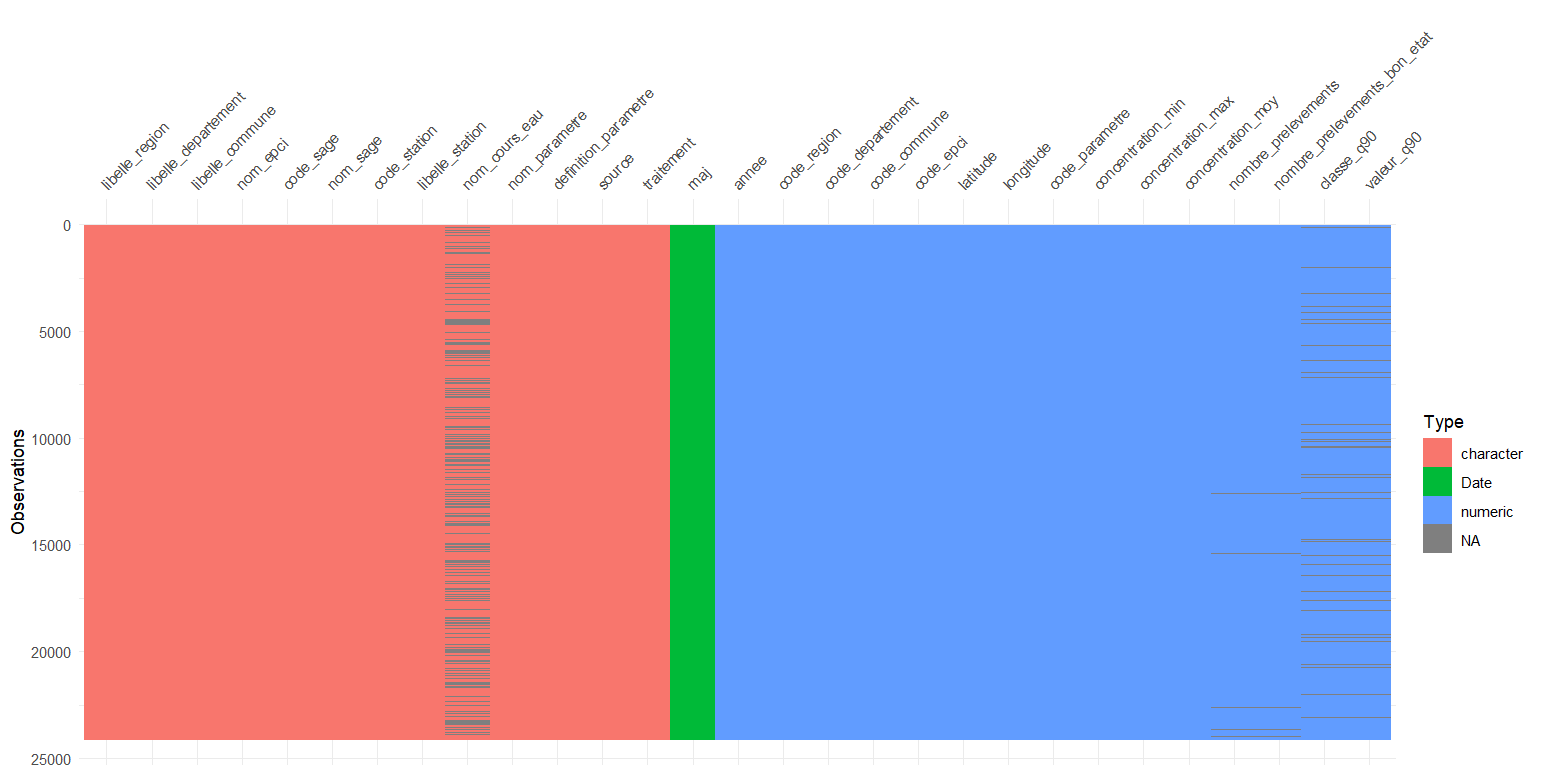 libelle_region
libelle_departement
libelle_commune
nom_epci
code_sage
nom_sage
code_station
libelle_station
nom_cours_eau
nom_parametre
definition_parametre
source
traitement
maj
annee
code_region
code_departement
code_commune
code_epci
latitude
longitude
code_parametre
concentration_min
concentration_max
concentration_moy
nombre_prelevements
nombre_prelevements_bon_etat
classe_q90
valeur_q90
0
5000
10000
15000
20000
25000
Observations
Type
character
Date
numeric
NA